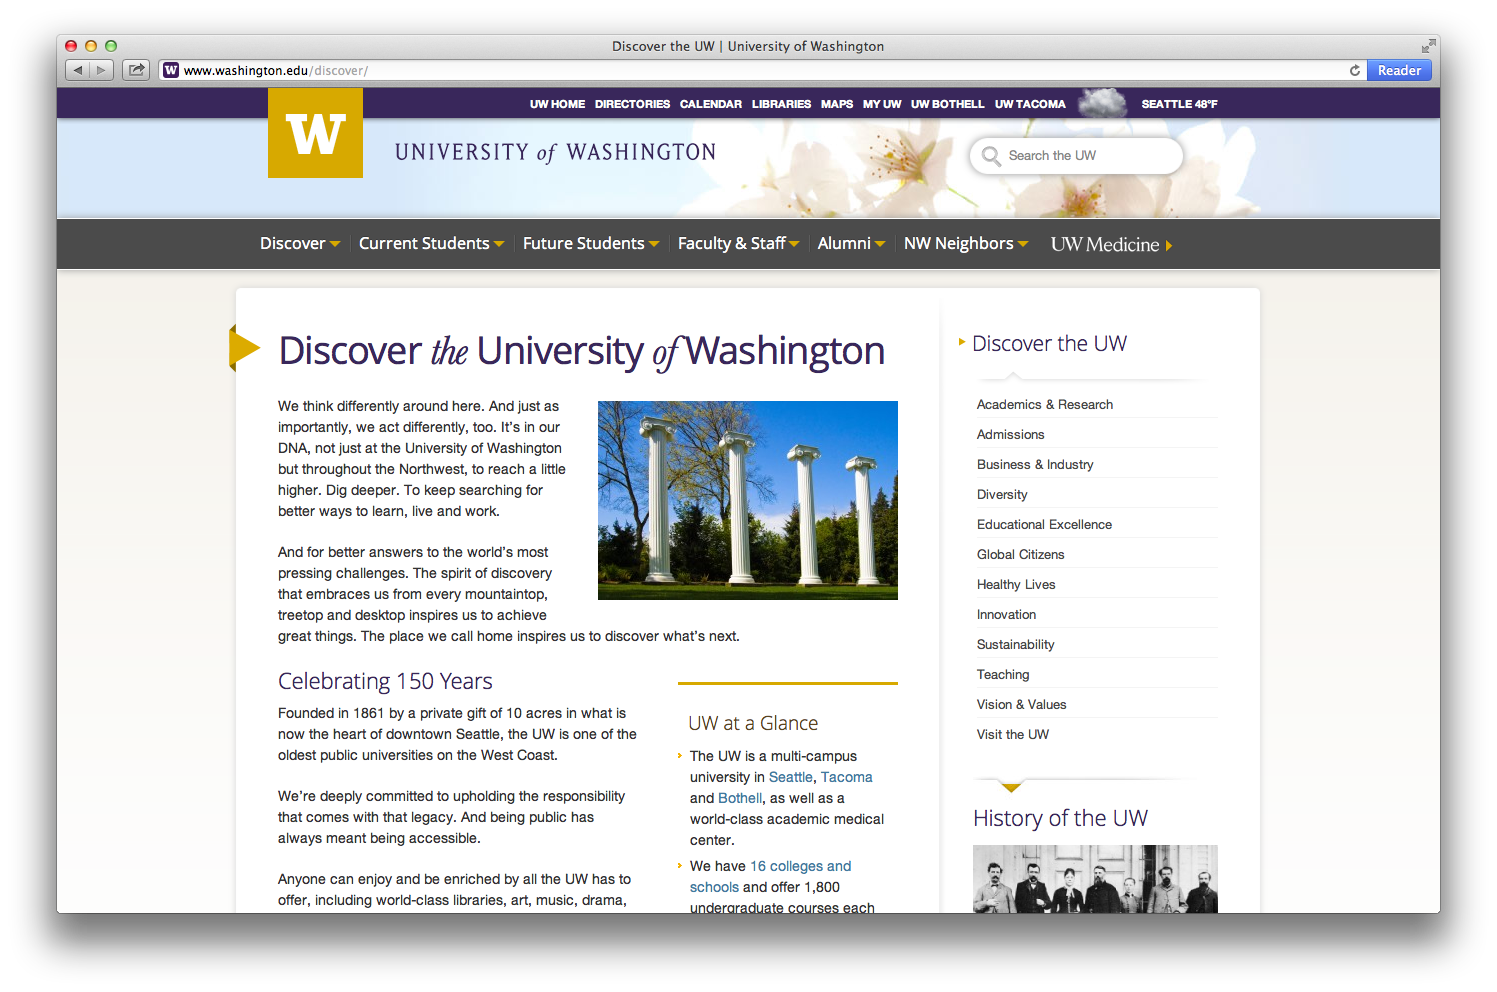 Discover the UW | University of Washington
www.washington.edu/discover/
Reader
UW HOME DIRECTORIES CALENDAR LIBRARIES MAPS MY UW UW BOTHELL UW TACOMA SEATTLE 48°F
W
UNIVERSITY of WASHINGTON
Search the UW
Discover Current Students Future Students Faculty & Staff Alumni NW Neighbors UW Medicine
Discover the University of Washington
We think differently around here. And just as
importantly, we act differently, too. It’s in our
DNA, not just at the University of Washington
but throughout the Northwest, to reach a little
higher. Dig deeper. To keep searching for
better ways to learn, live and work.
And for better answers to the world’s most
pressing challenges. The spirit of discovery
that embraces us from every mountaintop,
treetop and desktop inspires us to achieve
great things. The place we call home inspires us to discover what’s next.
Celebrating 150 Years
Founded in 1861 by a private gift of 10 acres in what is
now the heart of downtown Seattle, the UW is one of the
oldest public universities on the West Coast.
We’re deeply committed to upholding the responsibility
that comes with that legacy. And being public has
always meant being accessible.
Anyone can enjoy and be enriched by all the UW has to
offer, including world-class libraries, art, music, drama,
UW at a Glance
The UW is a multi-campus
university in Seattle, Tacoma
and Bothell, as well as a
world-class academic medical
center.
We have 16 colleges and
schools and offer 1,800
undergraduate courses each
Discover the UW
Academics & Research
Admissions
Business & Industry
Diversity
Educational Excellence
Global Citizens
Healthy Lives
Innovation
Sustainability
Teaching
Vision & Values
Visit the UW
History of the UW